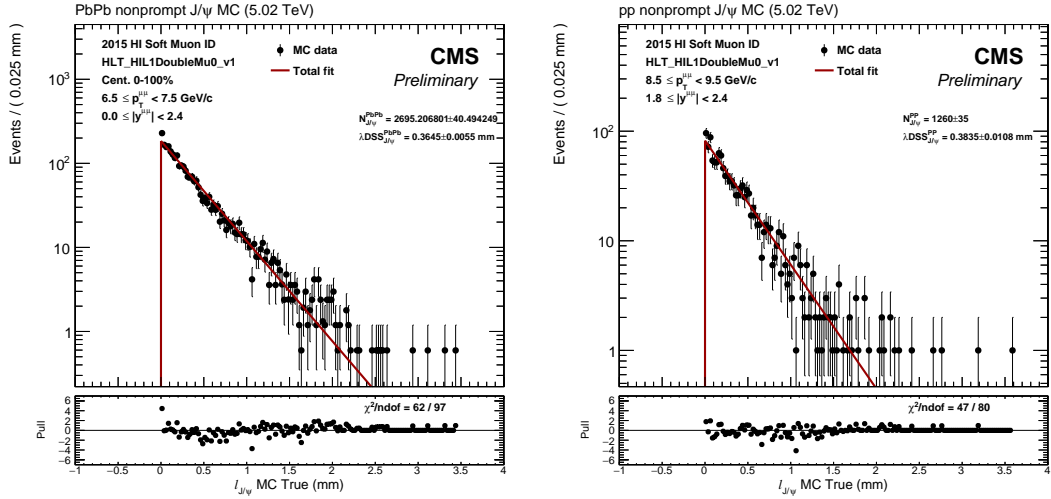 PbPb nonprompt J/ψ MC (5.02 TeV)
Events / ( 0.025 mm)
2015 HI Soft Muon ID
HLT_HIL1DoubleMu0_v1
Cent. 0-100%
6.5 ≤ p_T^μμ < 7.5 GeV/c
0.0 ≤ |y^μμ| < 2.4
MC data
Total fit
CMS
Preliminary
N_J/ψ^PbPb = 2695.206801±40.494249
λDSS_J/ψ^PbPb = 0.3645±0.0055 mm
10³
10²
10
1
χ²/ndof = 62 / 97
Pull
6
4
2
0
−2
−4
−6
−1 −0.5 0 0.5 1 1.5 2 2.5 3 3.5 4
l_J/ψ MC True (mm)
pp nonprompt J/ψ MC (5.02 TeV)
Events / ( 0.025 mm)
2015 HI Soft Muon ID
HLT_HIL1DoubleMu0_v1
8.5 ≤ p_T^μμ < 9.5 GeV/c
1.8 ≤ |y^μμ| < 2.4
MC data
Total fit
CMS
Preliminary
N_J/ψ^PP = 1260±35
λDSS_J/ψ^PP = 0.3835±0.0108 mm
10²
10
1
χ²/ndof = 47 / 80
Pull
6
4
2
0
−2
−4
−6
−1 −0.5 0 0.5 1 1.5 2 2.5 3 3.5 4
l_J/ψ MC True (mm)